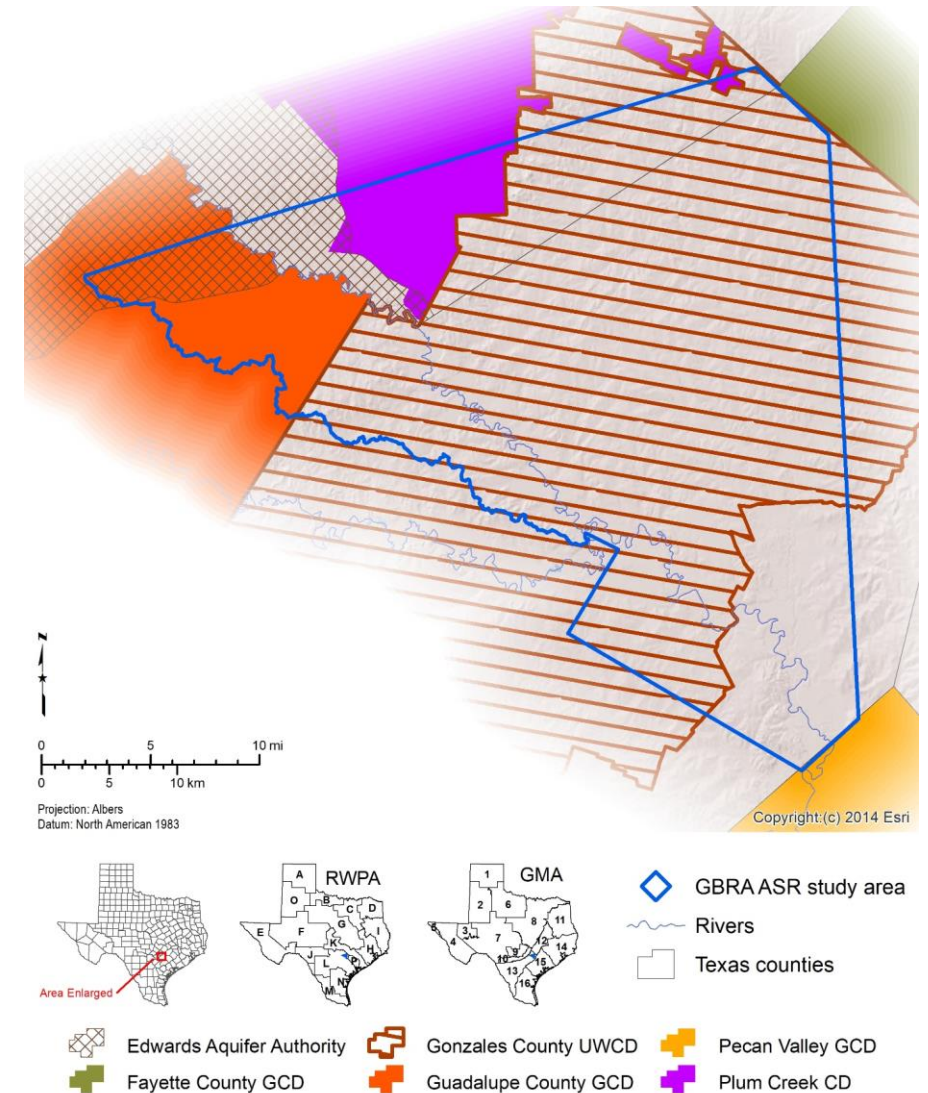 N
0 5 10 mi
0 5 10 km
Projection: Albers
Datum: North American 1983
Copyright:(c) 2014 Esri
Area Enlarged
RWPA
A
O
B
C
D
E
F
G
I
K
H
J
L
P
N
M
GMA
1
2
6
3
8
11
5
4
7
12
14
9
10
15
13
16
GBRA ASR study area
Rivers
Texas counties
Edwards Aquifer Authority
Gonzales County UWCD
Pecan Valley GCD
Fayette County GCD
Guadalupe County GCD
Plum Creek CD